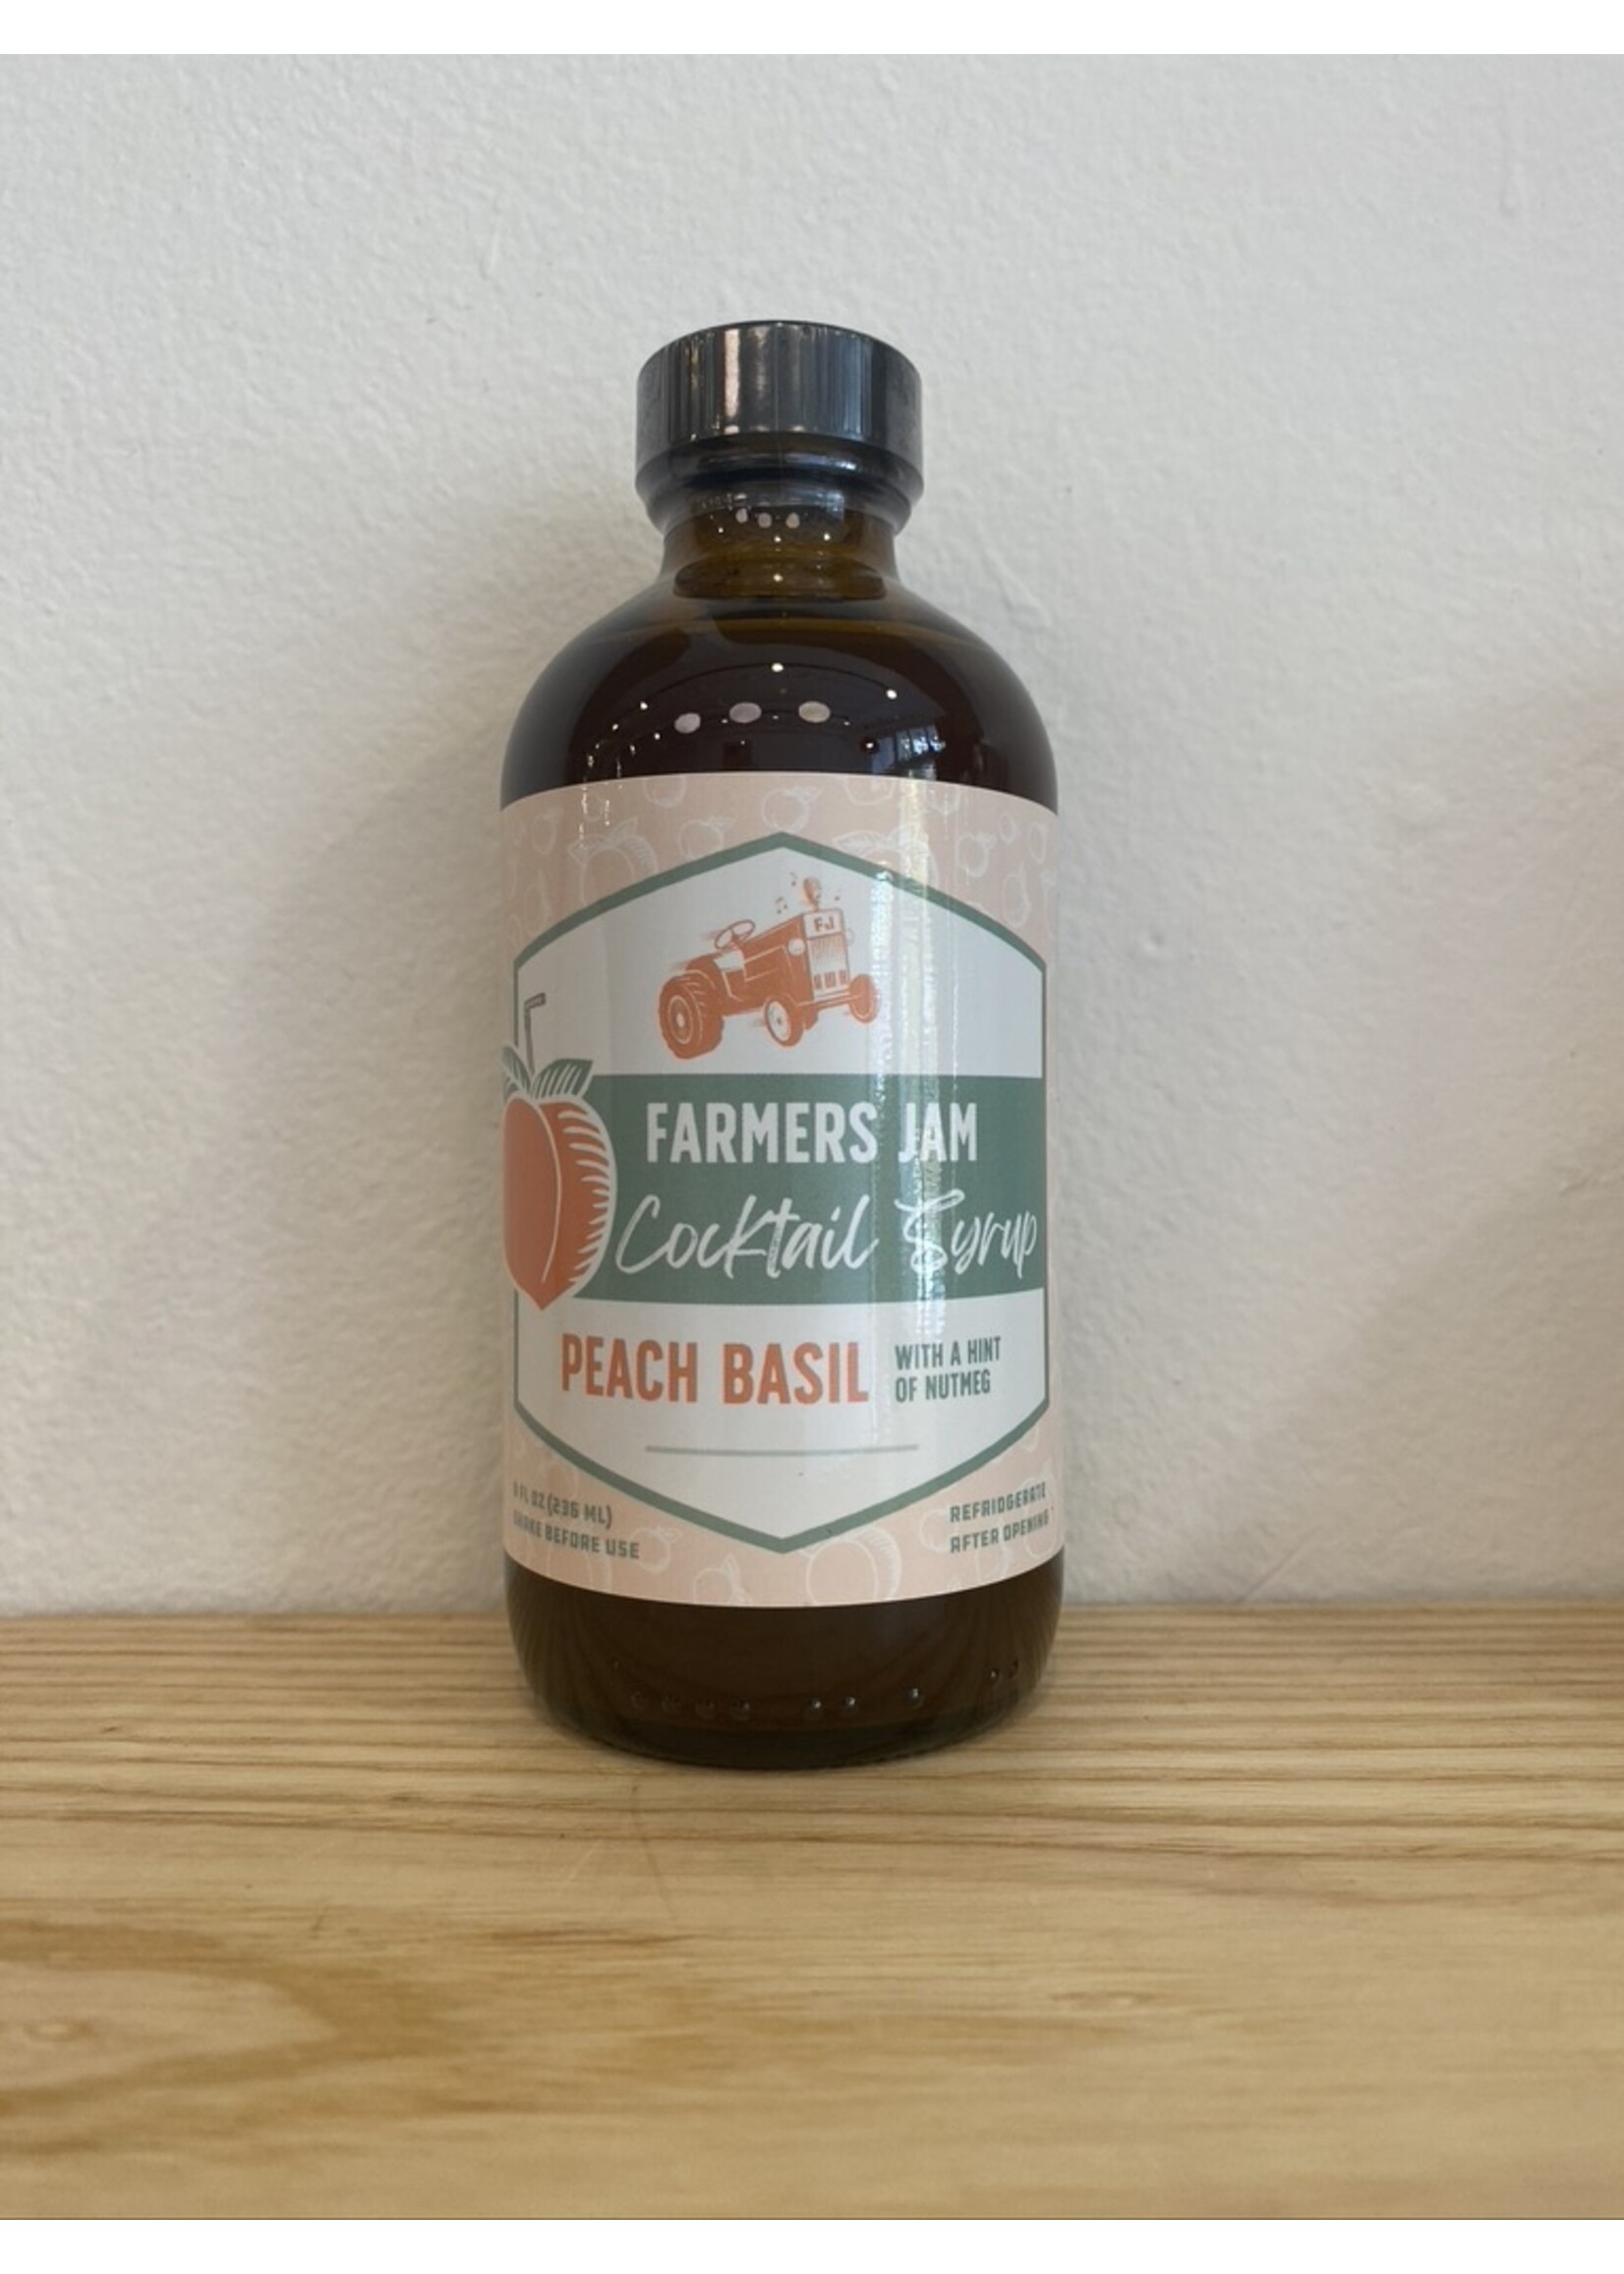 FJ
FARMERS JAM
Cocktail Syrup
PEACH BASIL
WITH A HINT
OF NUTMEG
8 FL OZ (236 ML)
SHAKE BEFORE USE
REFRIDGERATE
AFTER OPENING